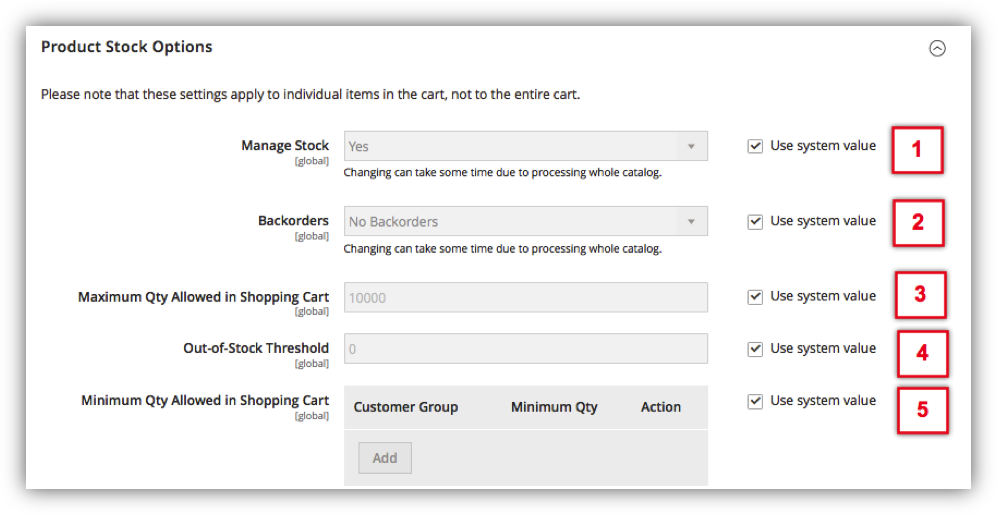 Product Stock Options
Please note that these settings apply to individual items in the cart, not to the entire cart.
Manage Stock
[global]
Yes
Changing can take some time due to processing whole catalog.
Use system value
1
Backorders
[global]
No Backorders
Changing can take some time due to processing whole catalog.
Use system value
2
Maximum Qty Allowed in Shopping Cart
[global]
10000
Use system value
3
Out-of-Stock Threshold
[global]
0
Use system value
4
Minimum Qty Allowed in Shopping Cart
[global]
Customer Group Minimum Qty Action
Add
Use system value
5